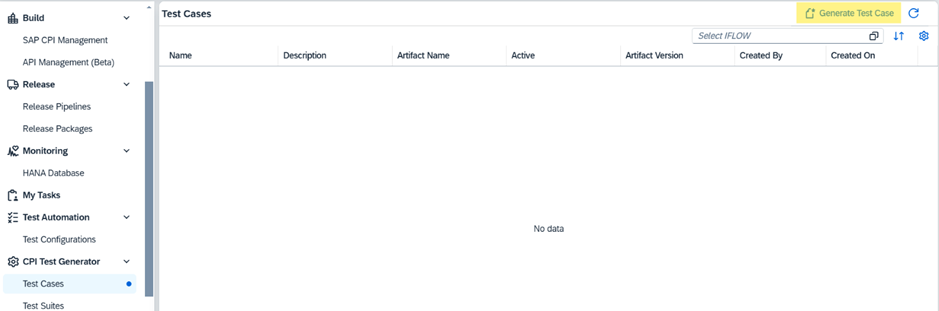 Build
SAP CPI Management
API Management (Beta)
Release
Release Pipelines
Release Packages
Monitoring
HANA Database
My Tasks
Test Automation
Test Configurations
CPI Test Generator
Test Cases
Test Suites
Test Cases
Generate Test Case
Select IFLOW
Name Description Artifact Name Active Artifact Version Created By Created On
No data